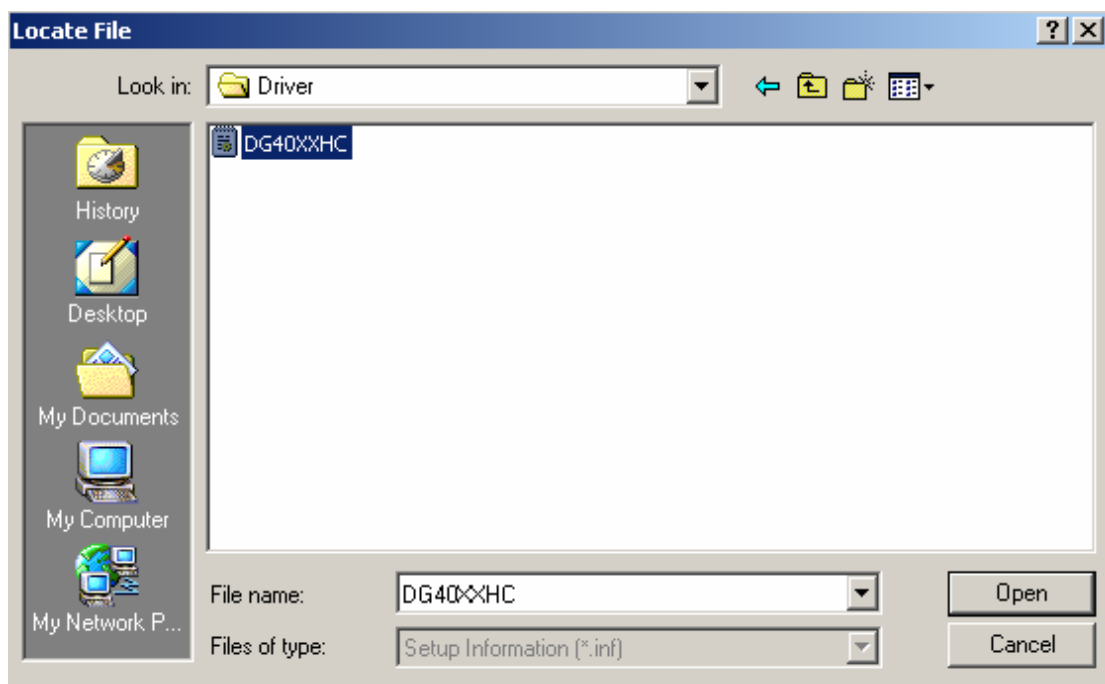 Locate File
Look in: Driver
DG40XXHC
History
Desktop
My Documents
My Computer
My Network P...
File name: DG40XXHC Open
Files of type: Setup Information (*.inf) Cancel